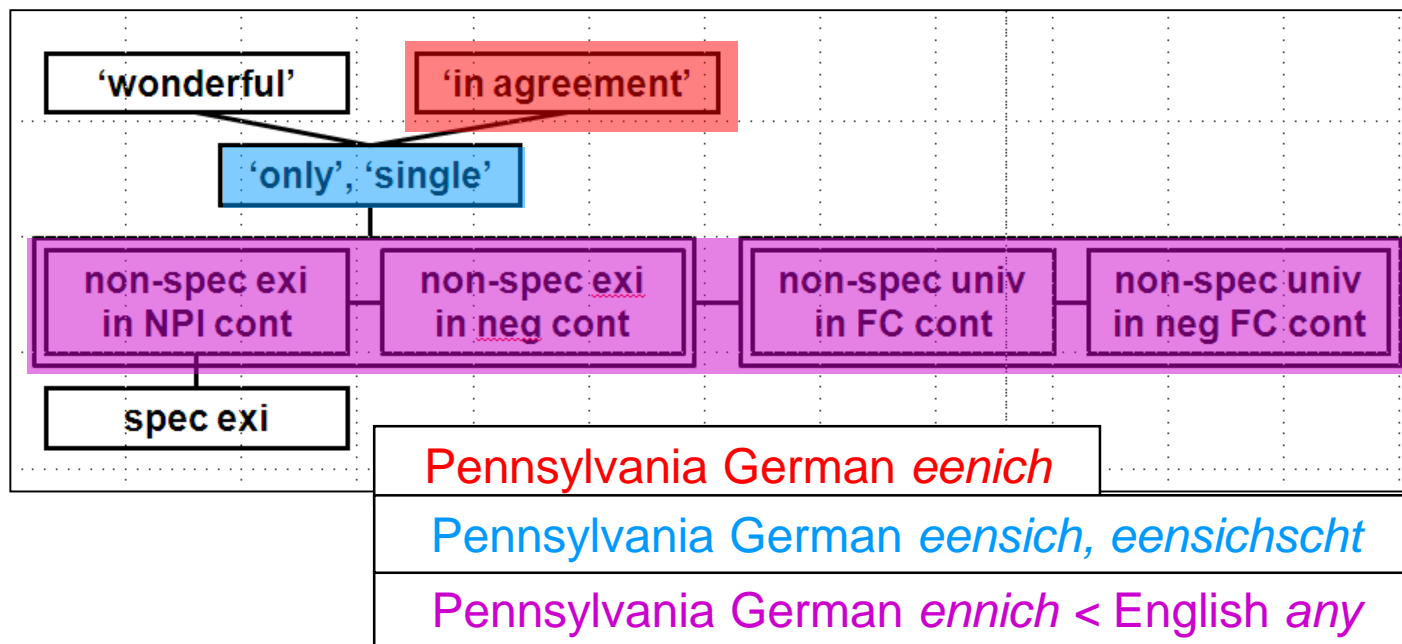 ‘wonderful’ ‘in agreement’
‘only’, ‘single’
non-spec exi non-spec exi non-spec univ non-spec univ
in NPI cont in neg cont in FC cont in neg FC cont
spec exi
Pennsylvania German eenich
Pennsylvania German eensich, eensichscht
Pennsylvania German ennich < English any